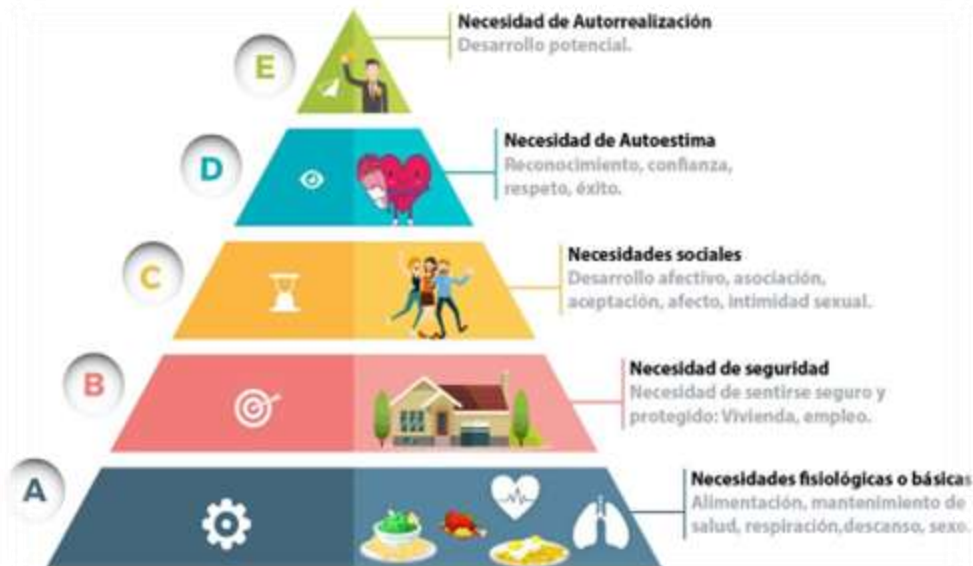 E
Necesidad de Autorrealización
Desarrollo potencial.
D
Necesidad de Autoestima
Reconocimiento, confianza,
respeto, éxito.
C
Necesidades sociales
Desarrollo afectivo, asociación,
aceptación, afecto, intimidad sexual.
B
Necesidad de seguridad
Necesidad de sentirse seguro y
protegido: Vivienda, empleo.
A
Necesidades fisiológicas o básicas
Alimentación, mantenimiento de
salud, respiración,descanso, sexo.